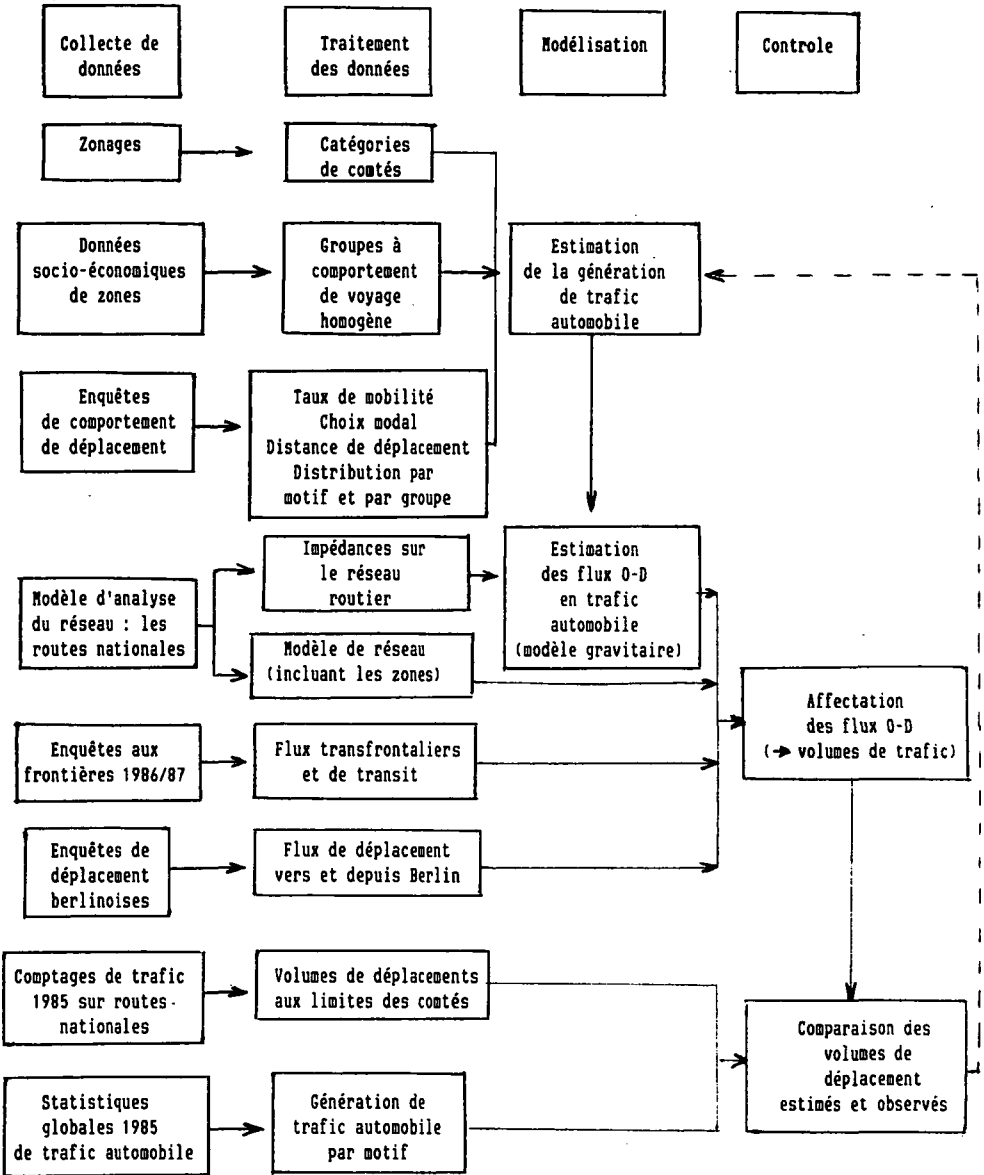 Collecte de
données
Traitement
des données
Modélisation
Controle
Zonages
Catégories
de comtés
Données
socio-économiques
de zones
Groupes à
comportement
de voyage
homogène
Estimation
de la génération
de trafic
automobile
Enquêtes
de comportement
de déplacement
Taux de mobilité
Choix modal
Distance de déplacement
Distribution par
motif et par groupe
Modèle d'analyse
du réseau : les
routes nationales
Impédances sur
le réseau
routier
Estimation
des flux O-D
en trafic
automobile
(modèle gravitaire)
Modèle de réseau
(incluant les zones)
Affectation
des flux O-D
(→ volumes de trafic)
Enquêtes aux
frontières 1986/87
Flux transfrontaliers
et de transit
Enquêtes de
déplacement
berlinoises
Flux de déplacement
vers et depuis Berlin
Comptages de trafic
1985 sur routes
nationales
Volumes de déplacements
aux limites des comtés
Comparaison des
volumes de
déplacement
estimés et observés
Statistiques
globales 1985
de trafic automobile
Génération de
trafic automobile
par motif